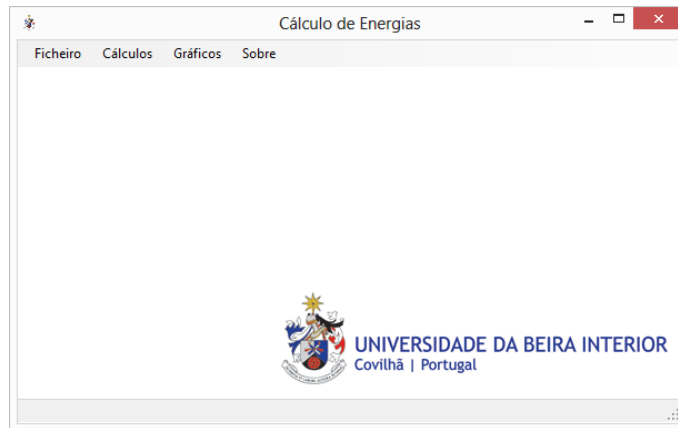 Cálculo de Energias
Ficheiro Cálculos Gráficos Sobre
UNIVERSIDADE DA BEIRA INTERIOR
Covilhã | Portugal